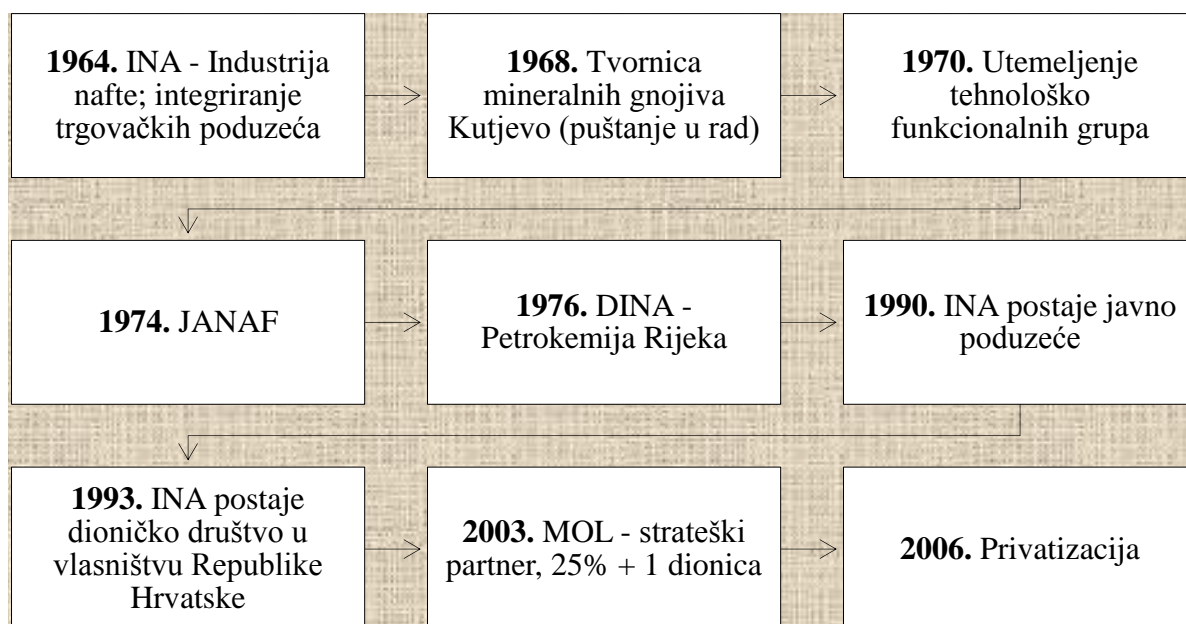 1964. INA - Industrija
nafte; integriranje
trgovačkih poduzeća
1968. Tvornica
mineralnih gnojiva
Kutjevo (puštanje u rad)
1970. Utemeljenje
tehnološko
funkcionalnih grupa
1974. JANAF
1976. DINA -
Petrokemija Rijeka
1990. INA postaje javno
poduzeće
1993. INA postaje
dioničko društvo u
vlasništvu Republike
Hrvatske
2003. MOL - strateški
partner, 25% + 1 dionica
2006. Privatizacija